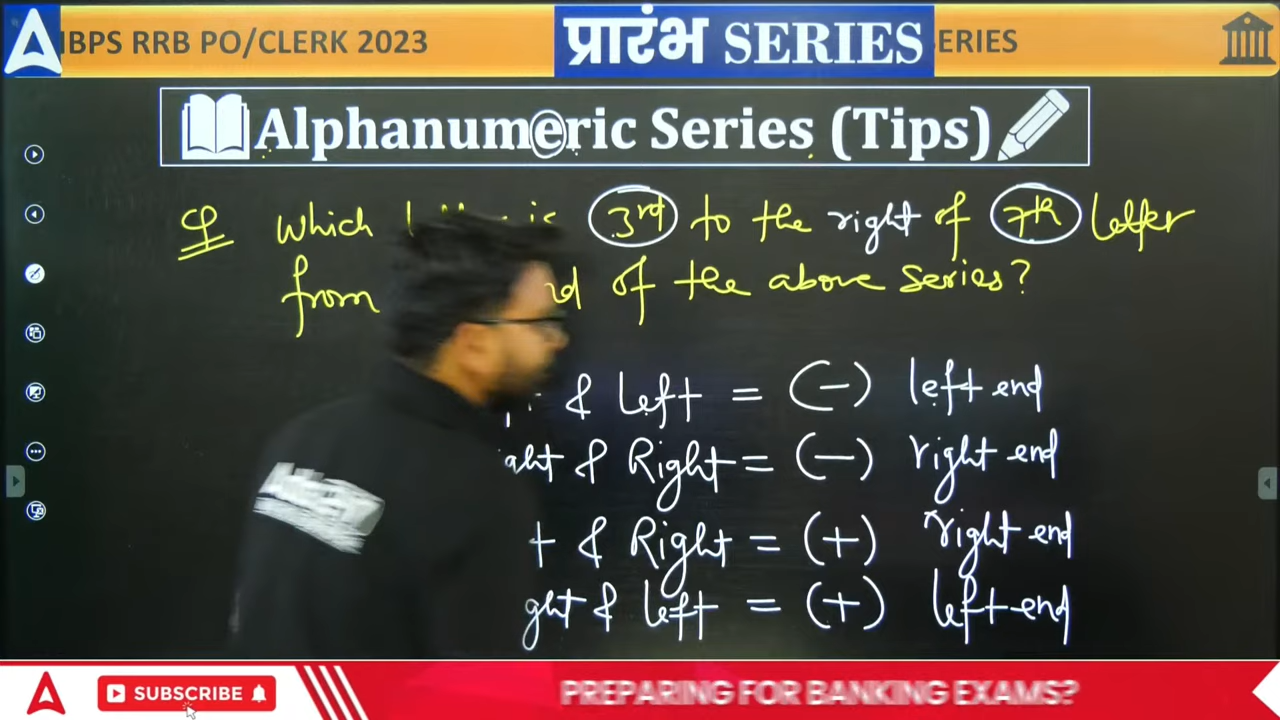 IBPS RRB PO/CLERK 2023
प्रारंभ SERIES
ERIES
Alphanumeric Series (Tips)
Q Which is 3rd to the right of 7th letter
from of the above series?
& Left = (-) left end
& Right = (-) right end
& Right = (+) right end
& left = (+) left end
SUBSCRIBE
PREPARING FOR BANKING EXAMS?